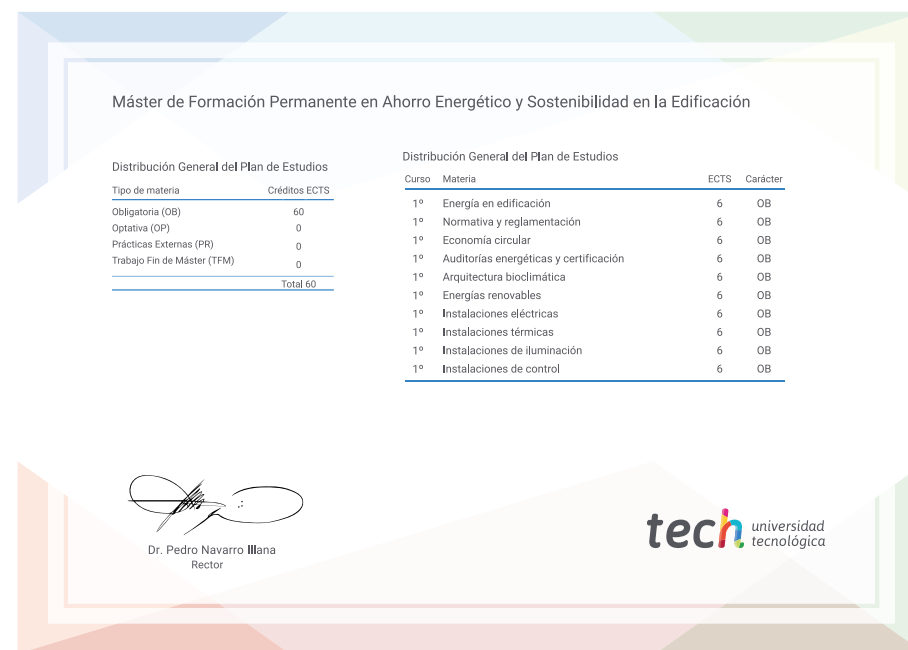 Máster de Formación Permanente en Ahorro Energético y Sostenibilidad en la Edificación
Distribución General del Plan de Estudios
Tipo de materia Créditos ECTS
Obligatoria (OB) 60
Optativa (OP) 0
Prácticas Externas (PR) 0
Trabajo Fin de Máster (TFM) 0
Total 60
Distribución General del Plan de Estudios
Curso Materia ECTS Carácter
1º Energía en edificación 6 OB
1º Normativa y reglamentación 6 OB
1º Economía circular 6 OB
1º Auditorías energéticas y certificación 6 OB
1º Arquitectura bioclimática 6 OB
1º Energías renovables 6 OB
1º Instalaciones eléctricas 6 OB
1º Instalaciones térmicas 6 OB
1º Instalaciones de iluminación 6 OB
1º Instalaciones de control 6 OB
Dr. Pedro Navarro Illana
Rector
tech universidad
tecnológica